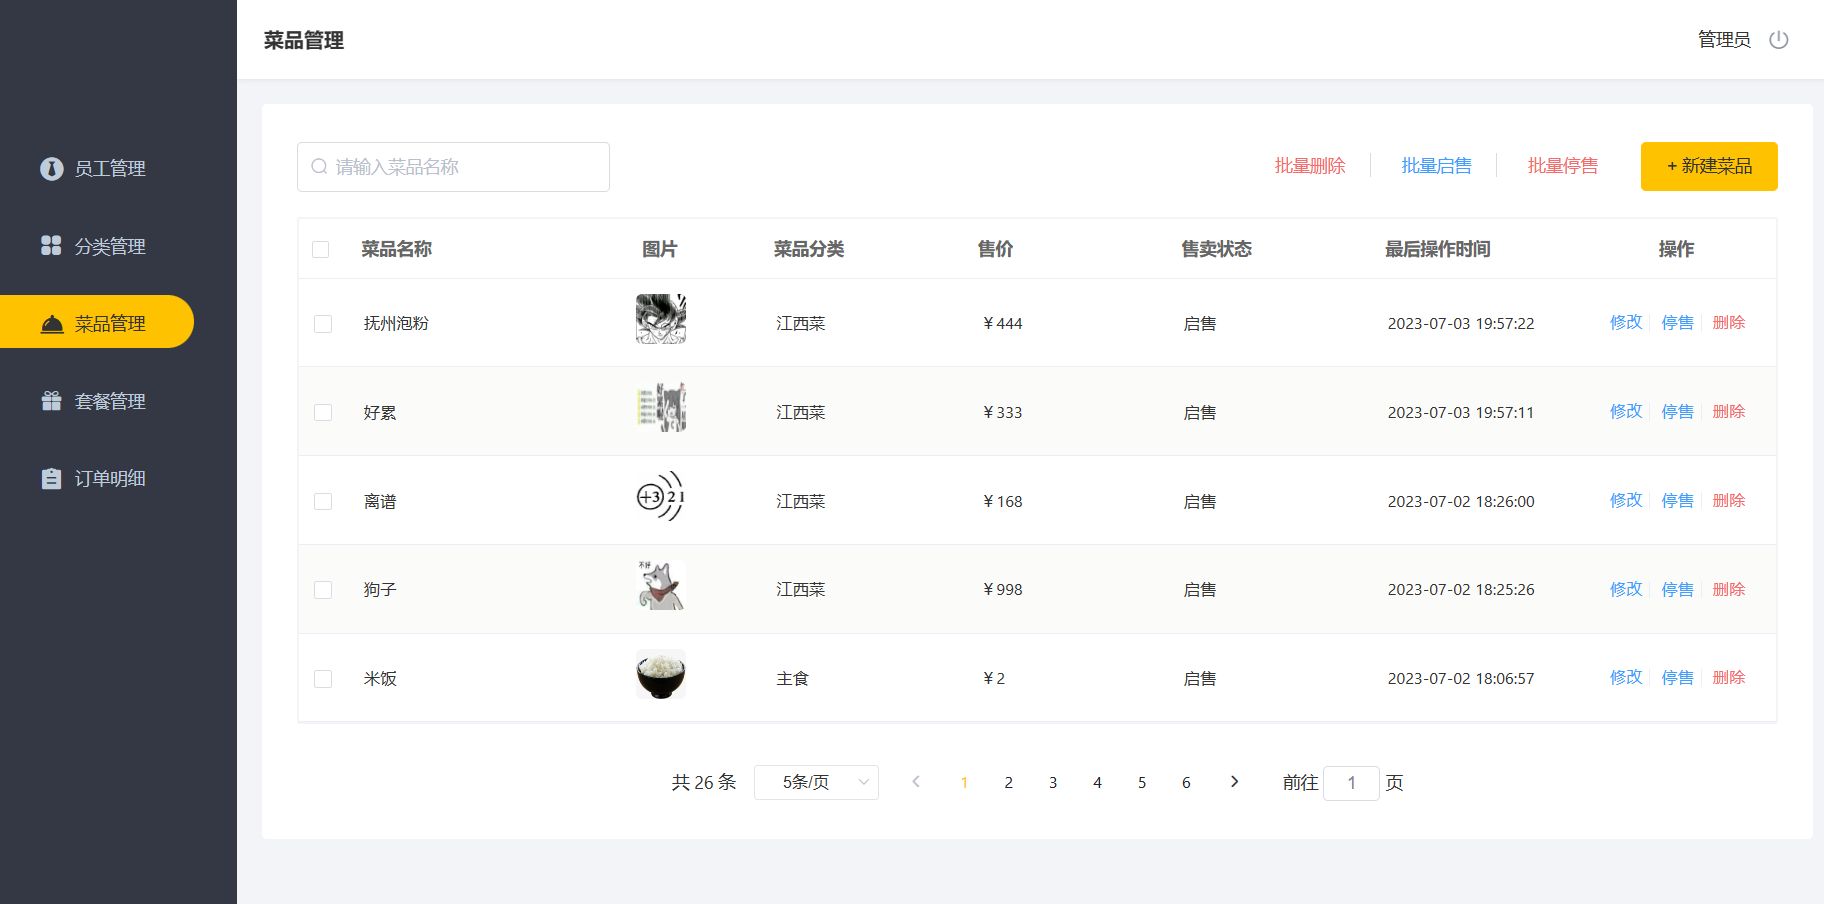 菜品管理
管理员
员工管理
分类管理
菜品管理
套餐管理
订单明细
请输入菜品名称
批量删除 批量启售 批量停售 + 新建菜品
菜品名称 图片 菜品分类 售价 售卖状态 最后操作时间 操作
抚州泡粉 江西菜 ¥ 444 启售 2023-07-03 19:57:22 修改 停售 删除
好累 江西菜 ¥ 333 启售 2023-07-03 19:57:11 修改 停售 删除
离谱 +3 2 1 江西菜 ¥ 168 启售 2023-07-02 18:26:00 修改 停售 删除
狗子 不好 江西菜 ¥ 998 启售 2023-07-02 18:25:26 修改 停售 删除
米饭 主食 ¥ 2 启售 2023-07-02 18:06:57 修改 停售 删除
共 26 条 5条/页 1 2 3 4 5 6 前往 1 页